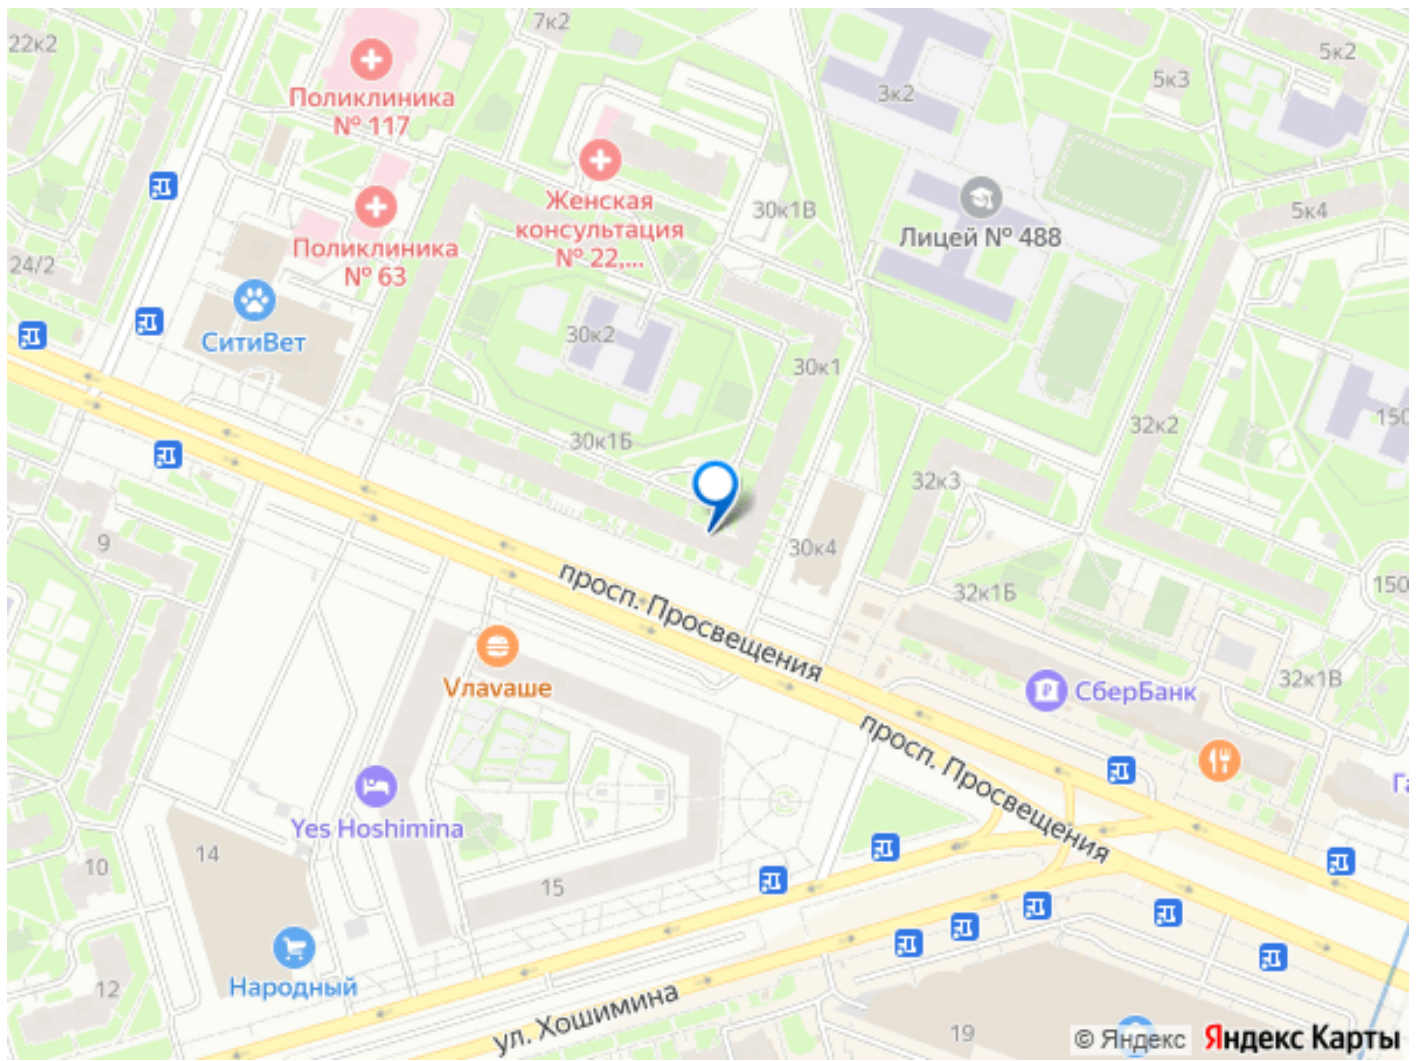 22к2
7к2
5к2
5к3
3к2
Поликлиника
№ 117
Женская
консультация
№ 22,...
30к1В
5к4
Лицей № 488
Поликлиника
№ 63
24/2
СитиВет
30к2
30к1
30к1Б
32к2
150
32к3
9
30к4
32к1Б
150
просп. Просвещения
Vлаvаше
32к1В
СберБанк
просп. Просвещения
Га
Yes Hoshimina
14
10
15
Народный
12
ул. Хошимина
19
© Яндекс Яндекс Карты